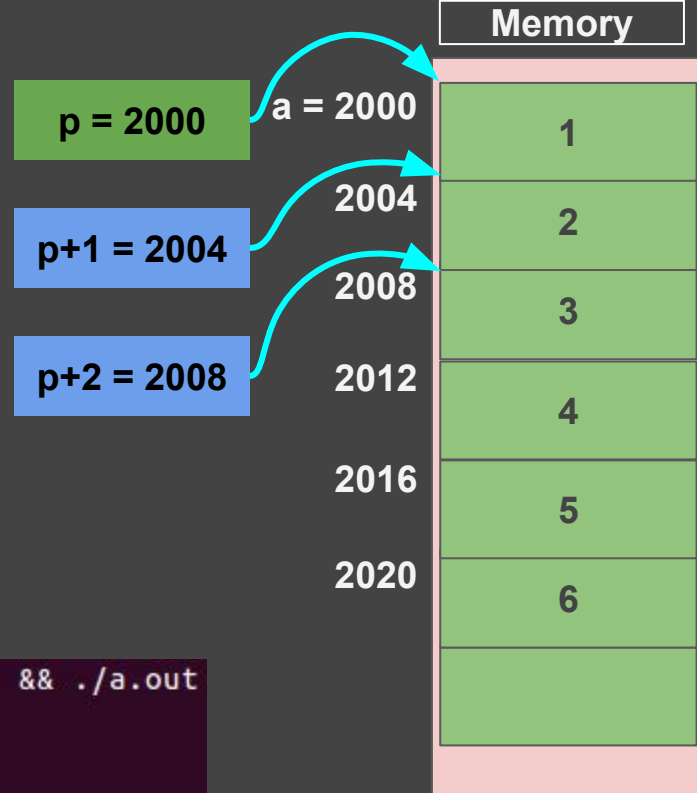 Memory
p = 2000
a = 2000
1
2004
2
p+1 = 2004
2008
3
p+2 = 2008
2012
4
2016
5
2020
6
&& ./a.out